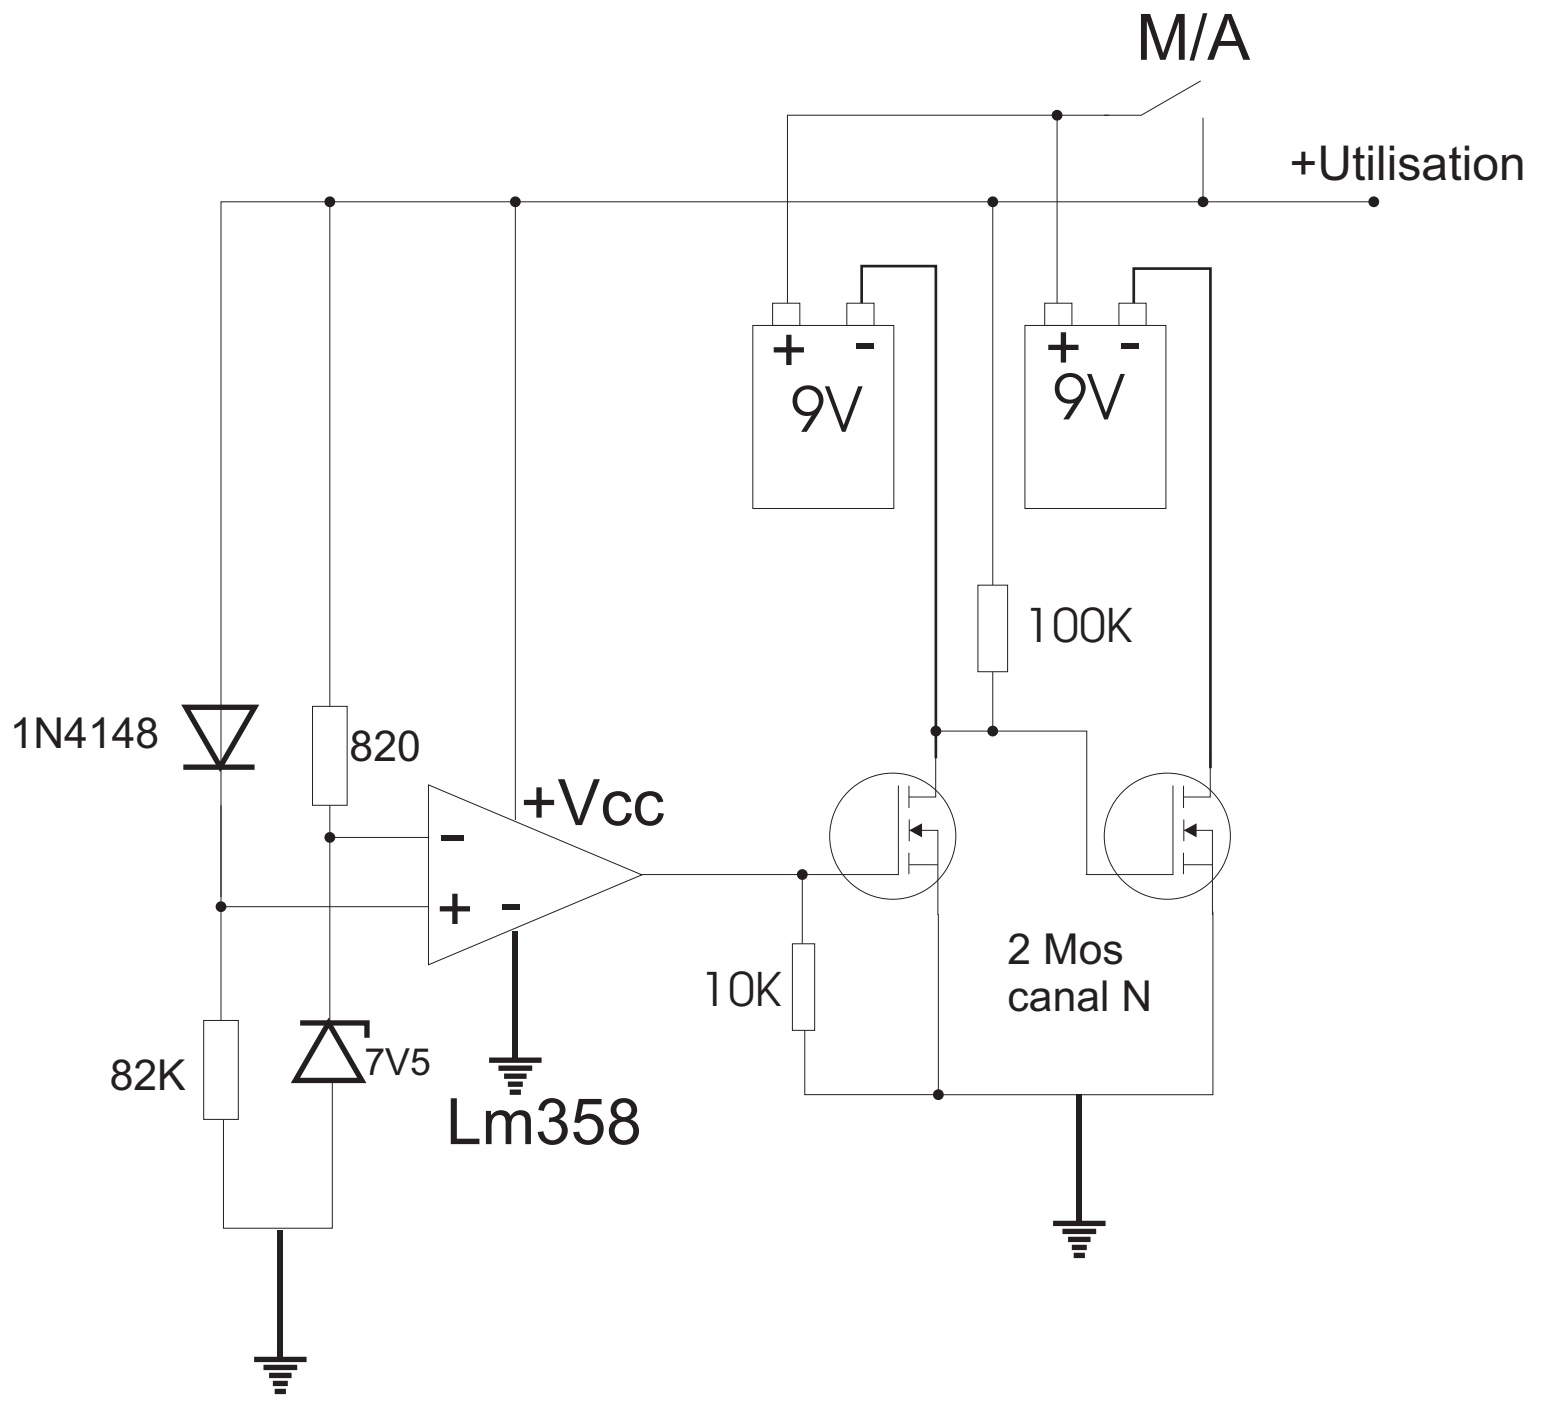 M/A
+Utilisation
+ -
9V
+ -
9V
100K
1N4148
820
+Vcc
-
+ -
10K
2 Mos
canal N
82K
7V5
Lm358